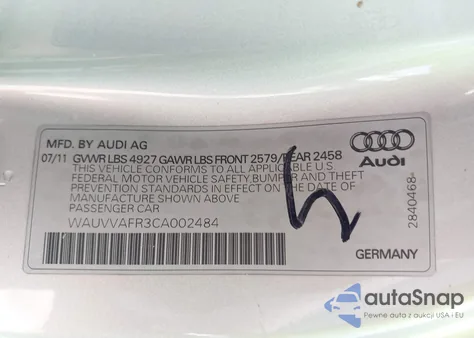 MFD. BY AUDI AG
07/11 GVWR LBS 4927 GAWR LBS FRONT 2579/REAR 2458
THIS VEHICLE CONFORMS TO ALL APPLICABLE U S
FEDERAL MOTOR VEHICLE SAFETY, BUMPER AND THEFT
PREVENTION STANDARDS IN EFFECT ON THE DATE OF
MANUFACTURE SHOWN ABOVE
PASSENGER CAR
WAUVVAFR3CA002484
Audi
2840468
GERMANY
autoSnap
Pewne auta z aukcji USA i EU